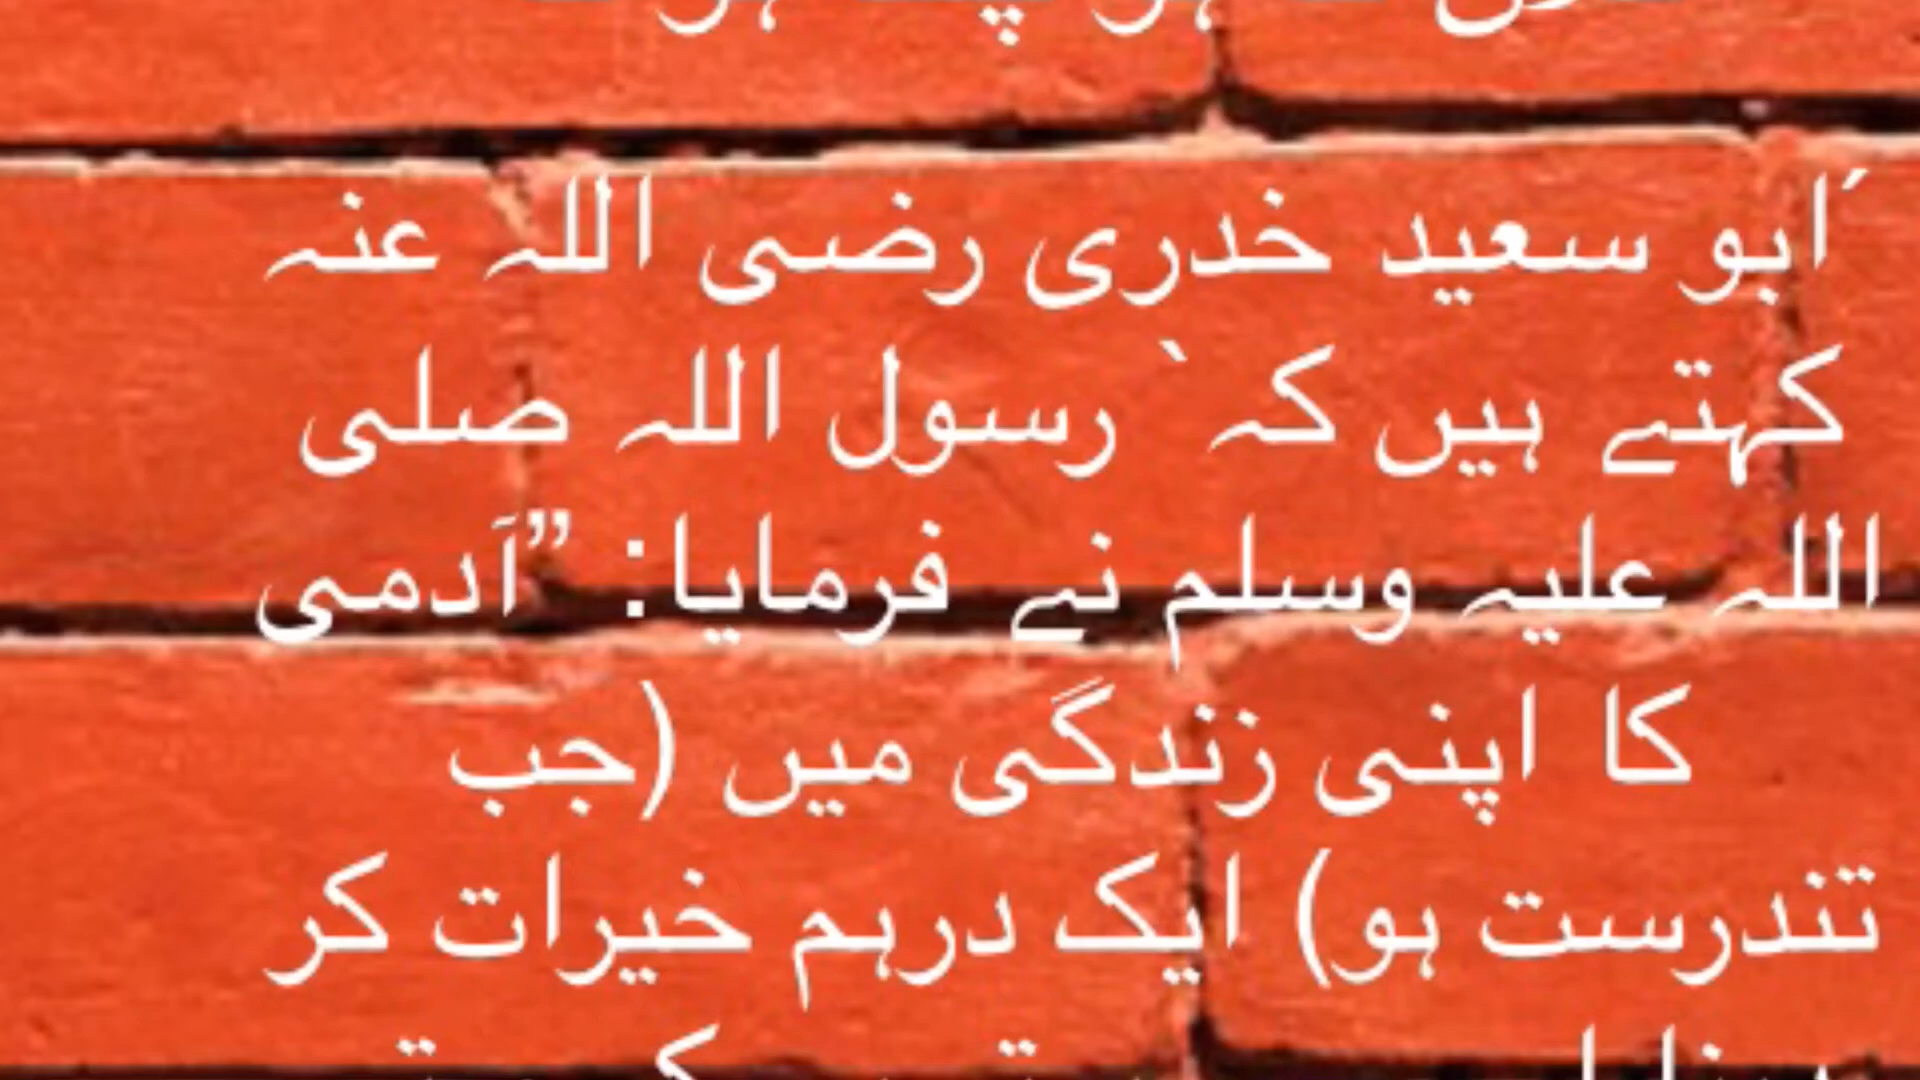 ´ابو سعید خدری رضی اللہ عنہ
کہتے ہیں کہ` رسول اللہ صلی
اللہ علیہ وسلم نے فرمایا: ”آدمی
کا اپنی زندگی میں (جب
تندرست ہو) ایک درہم خیرات کر